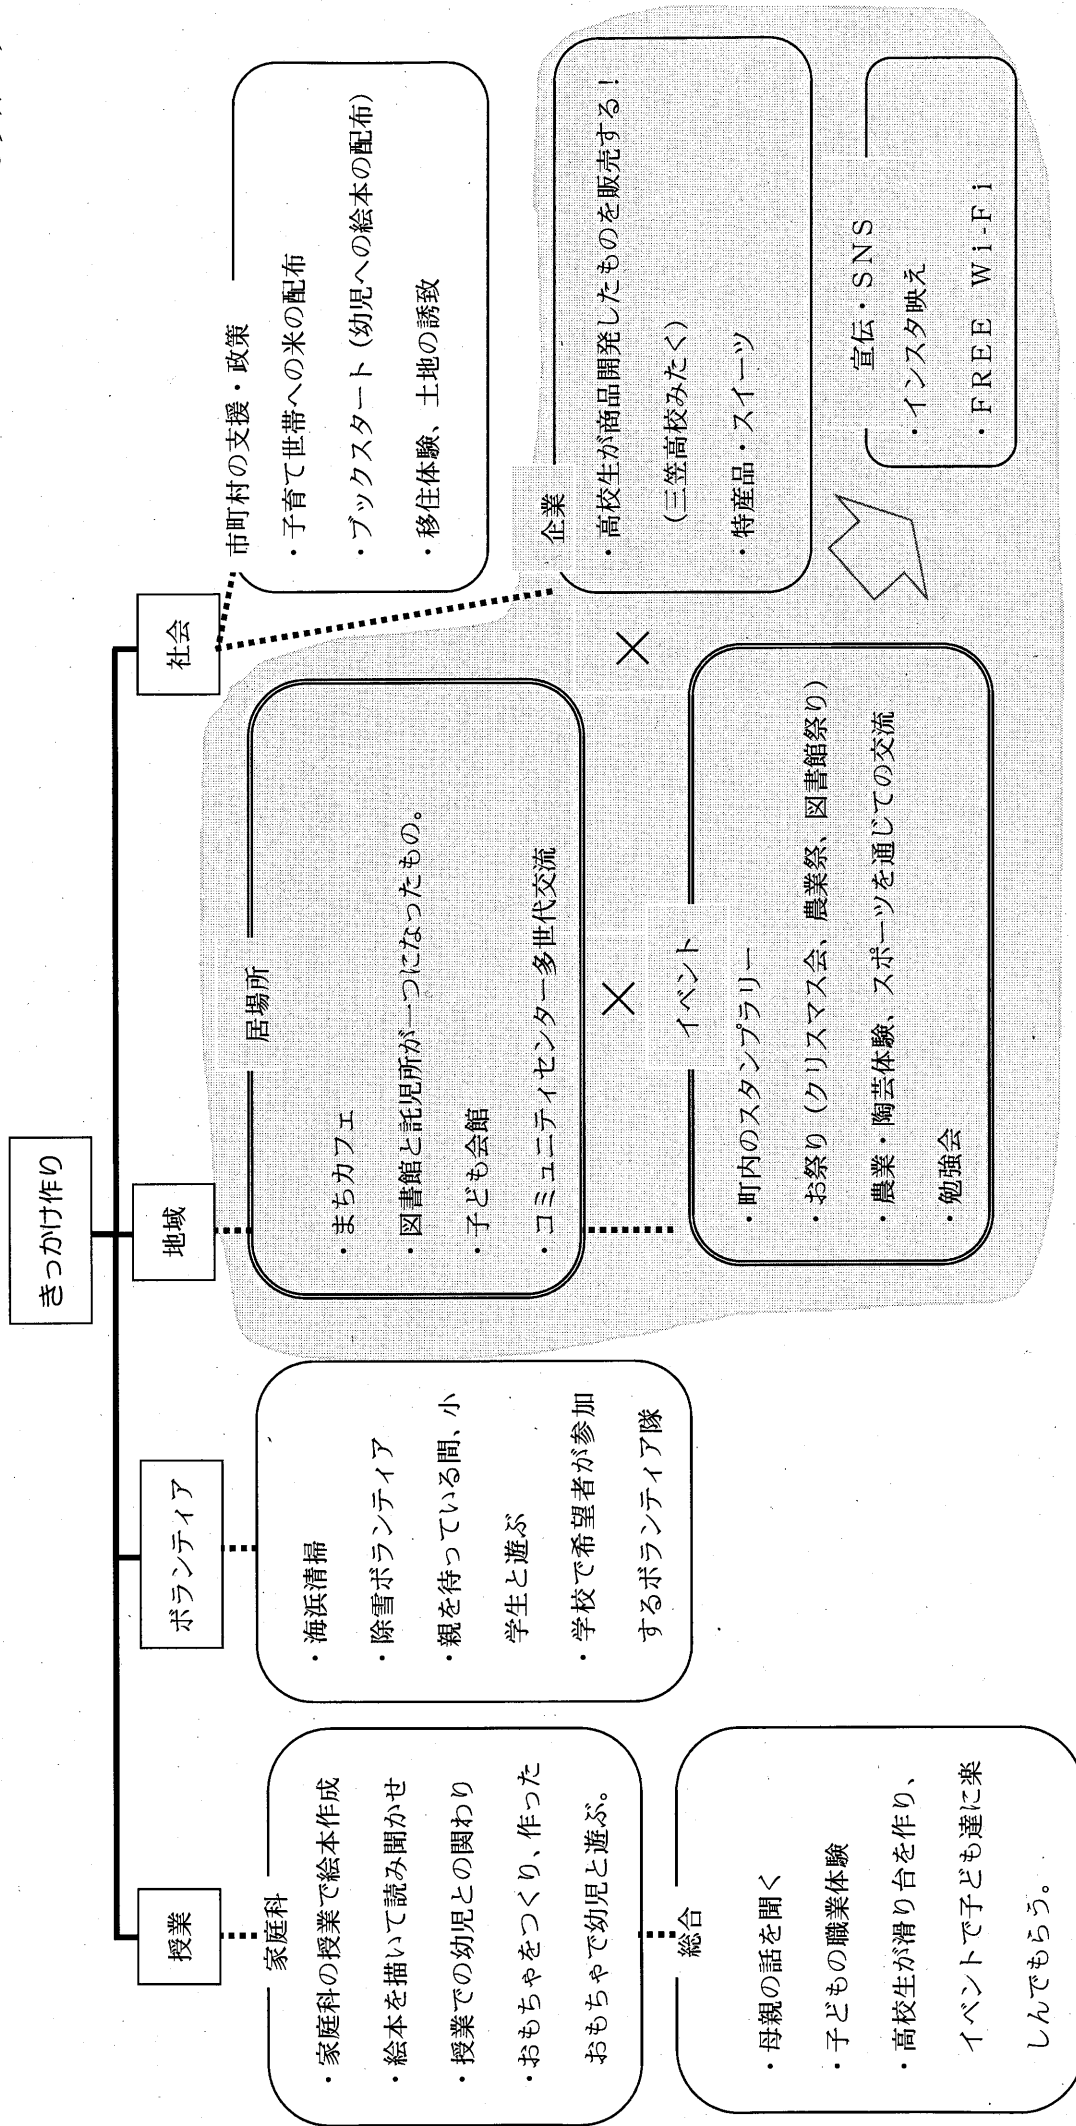 きっかけ作り
授業
家庭科
・家庭科の授業で絵本作成
・絵本を描いて読み聞かせ
・授業での幼児との関わり
・おもちゃをつくり、作った
おもちゃで幼児と遊ぶ。
総合
・母親の話を聞く
・子どもの職業体験
・高校生が滑り台を作り、
イベントで子ども達に楽
しんでもらう。
ボランティア
・海浜清掃
・除雪ボランティア
・親を待っている間、小
学生と遊ぶ
・学校で希望者が参加
するボランティア隊
地域
居場所
・まちカフェ
・図書館と託児所が一つになったもの。
・子ども会館
・コミュニティセンター多世代交流
×
イベント
・町内のスタンプラリー
・お祭り（クリスマス会、農業祭、図書館祭り）
・農業・陶芸体験、スポーツを通じての交流
・勉強会
社会
市町村の支援・政策
・子育て世帯への米の配布
・ブックスタート（幼児への絵本の配布）
・移住体験、土地の誘致
×
企業
・高校生が商品開発したものを販売する！
（三笠高校みたく）
・特産品・スイーツ
宣伝・SNS
・インスタ映え
・FREE Wi-Fi